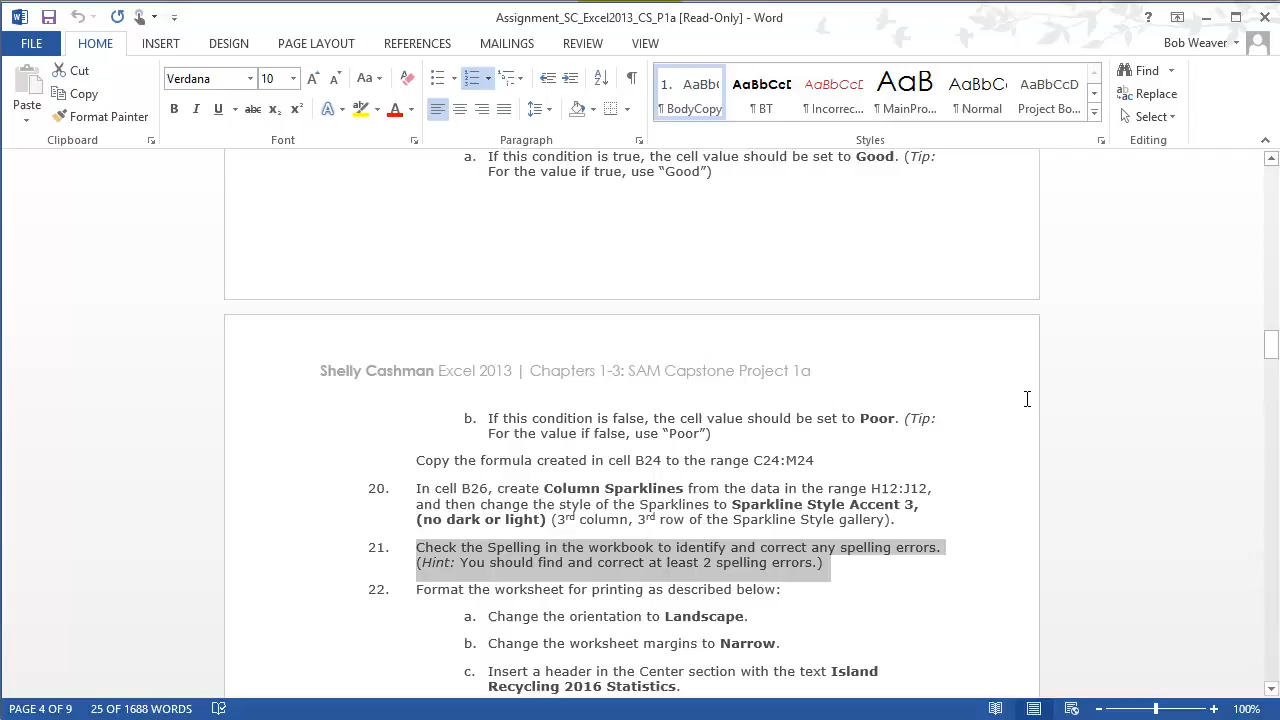 Assignment_SC_Excel2013_CS_P1a [Read-Only] - Word
FILE HOME INSERT DESIGN PAGE LAYOUT REFERENCES MAILINGS REVIEW VIEW Bob Weaver
Paste Cut Copy Format Painter Clipboard
Verdana 10 Font
Paragraph
1. AaBb( AaBbCcD AaBbCcD AaB AaBbC AaBbCcD
¶ BodyCopy ¶ BT ¶ Incorrec... ¶ MainPro... ¶ Normal Project Bo...
Styles
Find Replace Select Editing
a. If this condition is true, the cell value should be set to Good. (Tip:
For the value if true, use “Good”)
Shelly Cashman Excel 2013 | Chapters 1-3: SAM Capstone Project 1a
b. If this condition is false, the cell value should be set to Poor. (Tip:
For the value if false, use “Poor”)
Copy the formula created in cell B24 to the range C24:M24
20. In cell B26, create Column Sparklines from the data in the range H12:J12,
and then change the style of the Sparklines to Sparkline Style Accent 3,
(no dark or light) (3rd column, 3rd row of the Sparkline Style gallery).
21. Check the Spelling in the workbook to identify and correct any spelling errors.
(Hint: You should find and correct at least 2 spelling errors.)
22. Format the worksheet for printing as described below:
a. Change the orientation to Landscape.
b. Change the worksheet margins to Narrow.
c. Insert a header in the Center section with the text Island
Recycling 2016 Statistics.
PAGE 4 OF 9 25 OF 1688 WORDS 100%